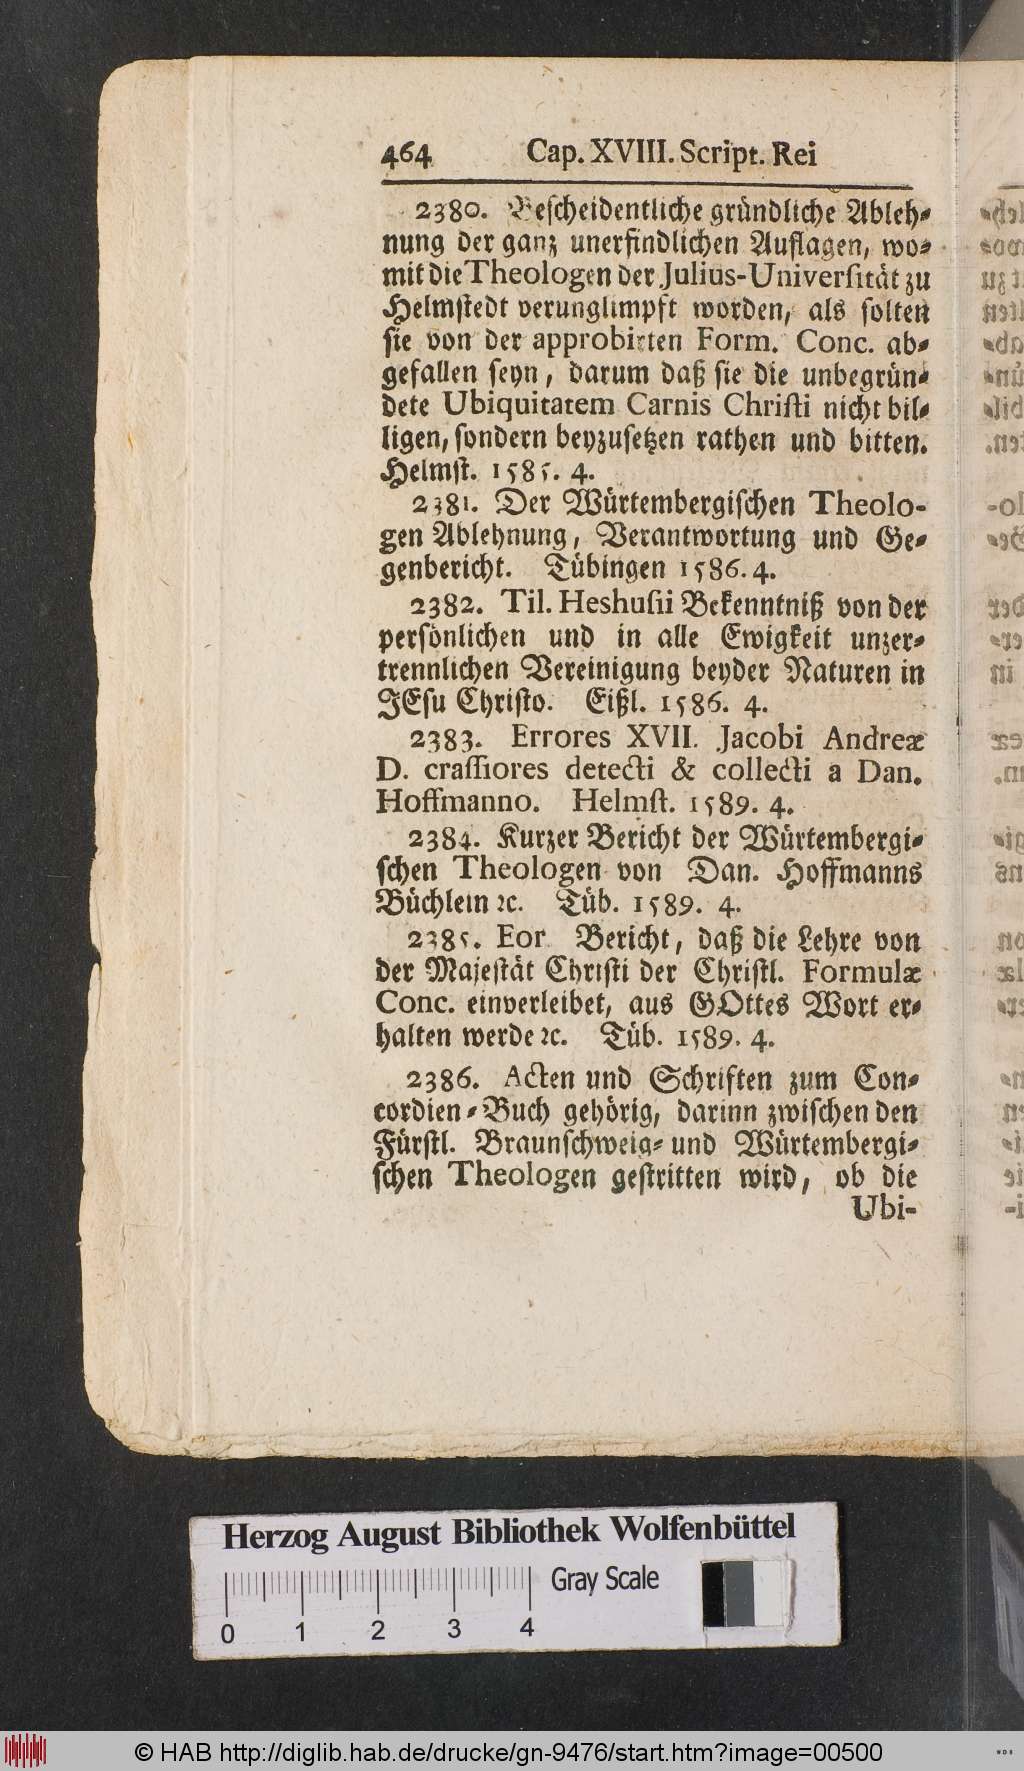 464 Cap. XVIII. Script. Rei
2380. Bescheidentliche gründliche Ableh-
nung der ganz unerfindlichen Auflagen, wo-
mit die Theologen der Julius-Universität zu
Helmstedt verunglimpft worden, als solten
sie von der approbirten Form. Conc. ab-
gefallen seyn, darum daß sie die unbegrün-
dete Ubiquitatem Carnis Christi nicht bil-
ligen, sondern beyzusetzen rathen und bitten.
Helmst. 1585. 4.
2381. Der Würtembergischen Theolo-
gen Ablehnung, Verantwortung und Ge-
genbericht. Tübingen 1586. 4.
2382. Til. Heshusii Bekenntniß von der
persönlichen und in alle Ewigkeit unzer-
trennlichen Vereinigung beyder Naturen in
JEsu Christo. Eißl. 1586. 4.
2383. Errores XVII. Jacobi Andreæ
D. crassiores detecti & collecti a Dan.
Hoffmanno. Helmst. 1589. 4.
2384. Kurzer Bericht der Würtembergi-
schen Theologen von Dan. Hoffmanns
Büchlein ꝛc. Tüb. 1589. 4.
2385. Eor. Bericht, daß die Lehre von
der Majestät Christi der Christl. Formulæ
Conc. einverleibet, aus GOttes Wort er-
halten werde ꝛc. Tüb. 1589. 4.
2386. Acten und Schriften zum Con-
cordien-Buch gehörig, darinn zwischen den
Fürstl. Braunschweig- und Würtembergi-
schen Theologen gestritten wird, ob die
Ubi-
Herzog August Bibliothek Wolfenbüttel
Gray Scale
0 1 2 3 4
© HAB http://diglib.hab.de/drucke/gn-9476/start.htm?image=00500